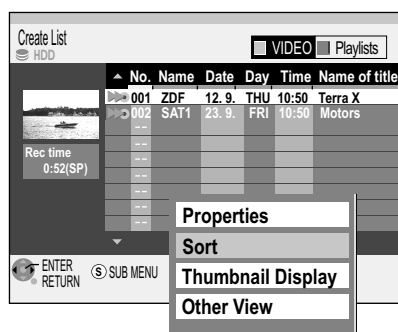 Create List
HDD
VIDEO Playlists
No. Name Date Day Time Name of title
001 ZDF 12. 9. THU 10:50 Terra X
002 SAT1 23. 9. FRI 10:50 Motors
--
--
--
--
--
--
Rec time
0:52(SP)
Properties
Sort
Thumbnail Display
Other View
ENTER
RETURN
S SUB MENU